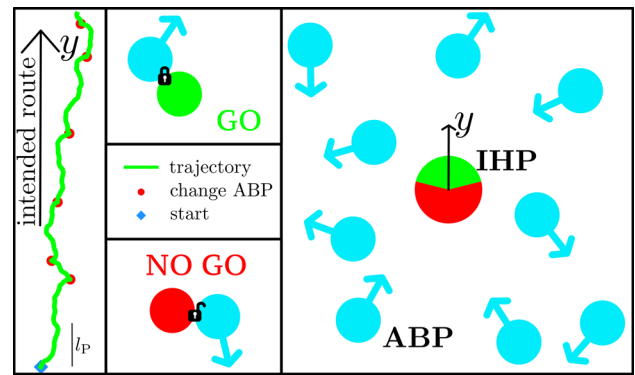 intended route
y
l_P
GO
trajectory
change ABP
start
NO GO
y
IHP
ABP